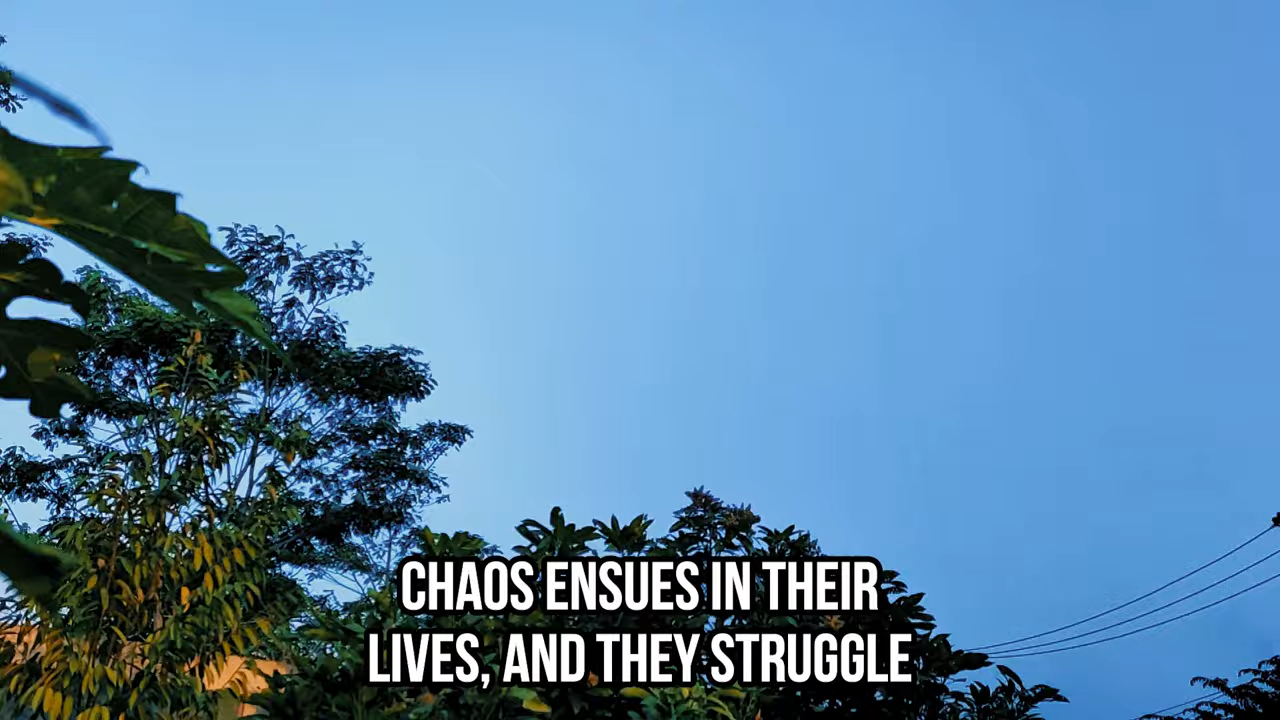 CHAOS ENSUES IN THEIR
LIVES, AND THEY STRUGGLE